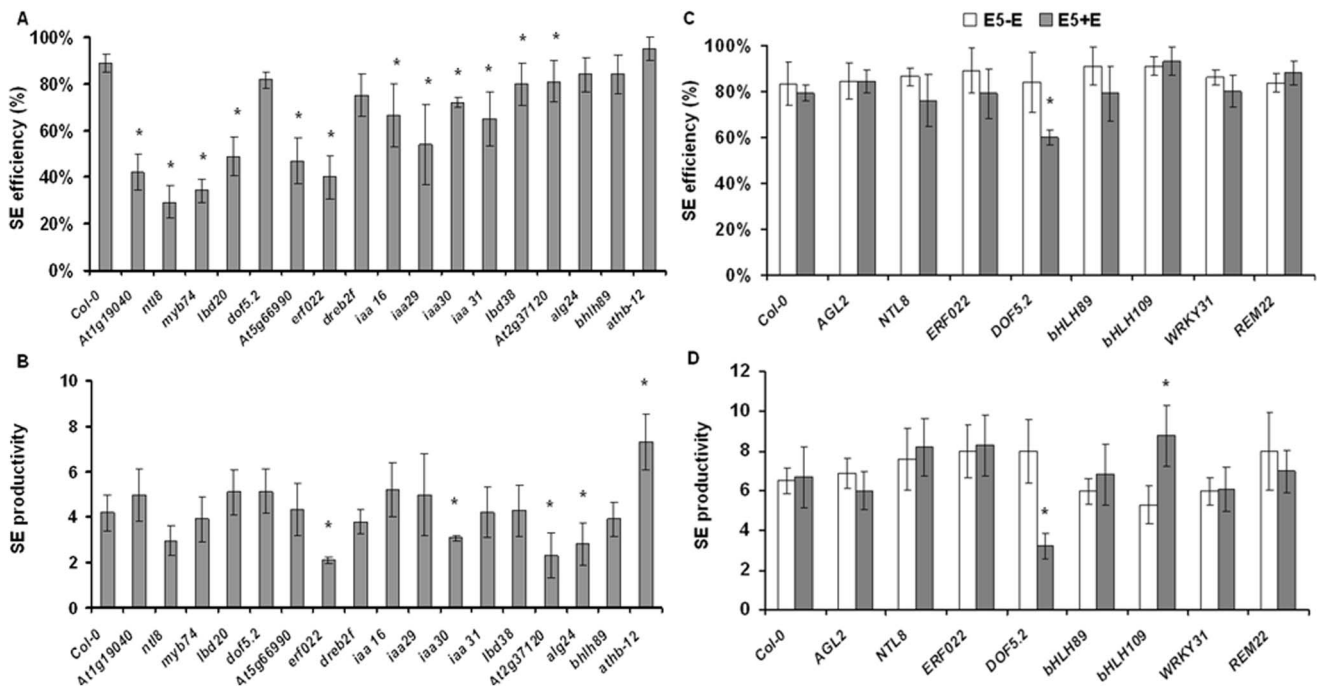 A
100%
80%
60%
40%
20%
0%
SE efficiency (%)
* * * * * * * * * * * *
Col-0 At1g19040 ntl8 myb74 lbd20 dof5.2 At5g66990 erf022 dreb2f iaa 16 iaa29 iaa30 iaa 31 lbd38 At2g37120 alg24 bhlh89 athb-12
B
10
8
6
4
2
0
SE productivity
* * * * *
Col-0 At1g19040 ntl8 myb74 lbd20 dof5.2 At5g66990 erf022 dreb2f iaa 16 iaa29 iaa30 iaa 31 lbd38 At2g37120 alg24 bhlh89 athb-12
C
E5-E E5+E
100%
80%
60%
40%
20%
0%
SE efficiency (%)
*
Col-0 AGL2 NTL8 ERF022 DOF5.2 bHLH89 bHLH109 WRKY31 REM22
D
12
10
8
6
4
2
0
SE productivity
* *
Col-0 AGL2 NTL8 ERF022 DOF5.2 bHLH89 bHLH109 WRKY31 REM22